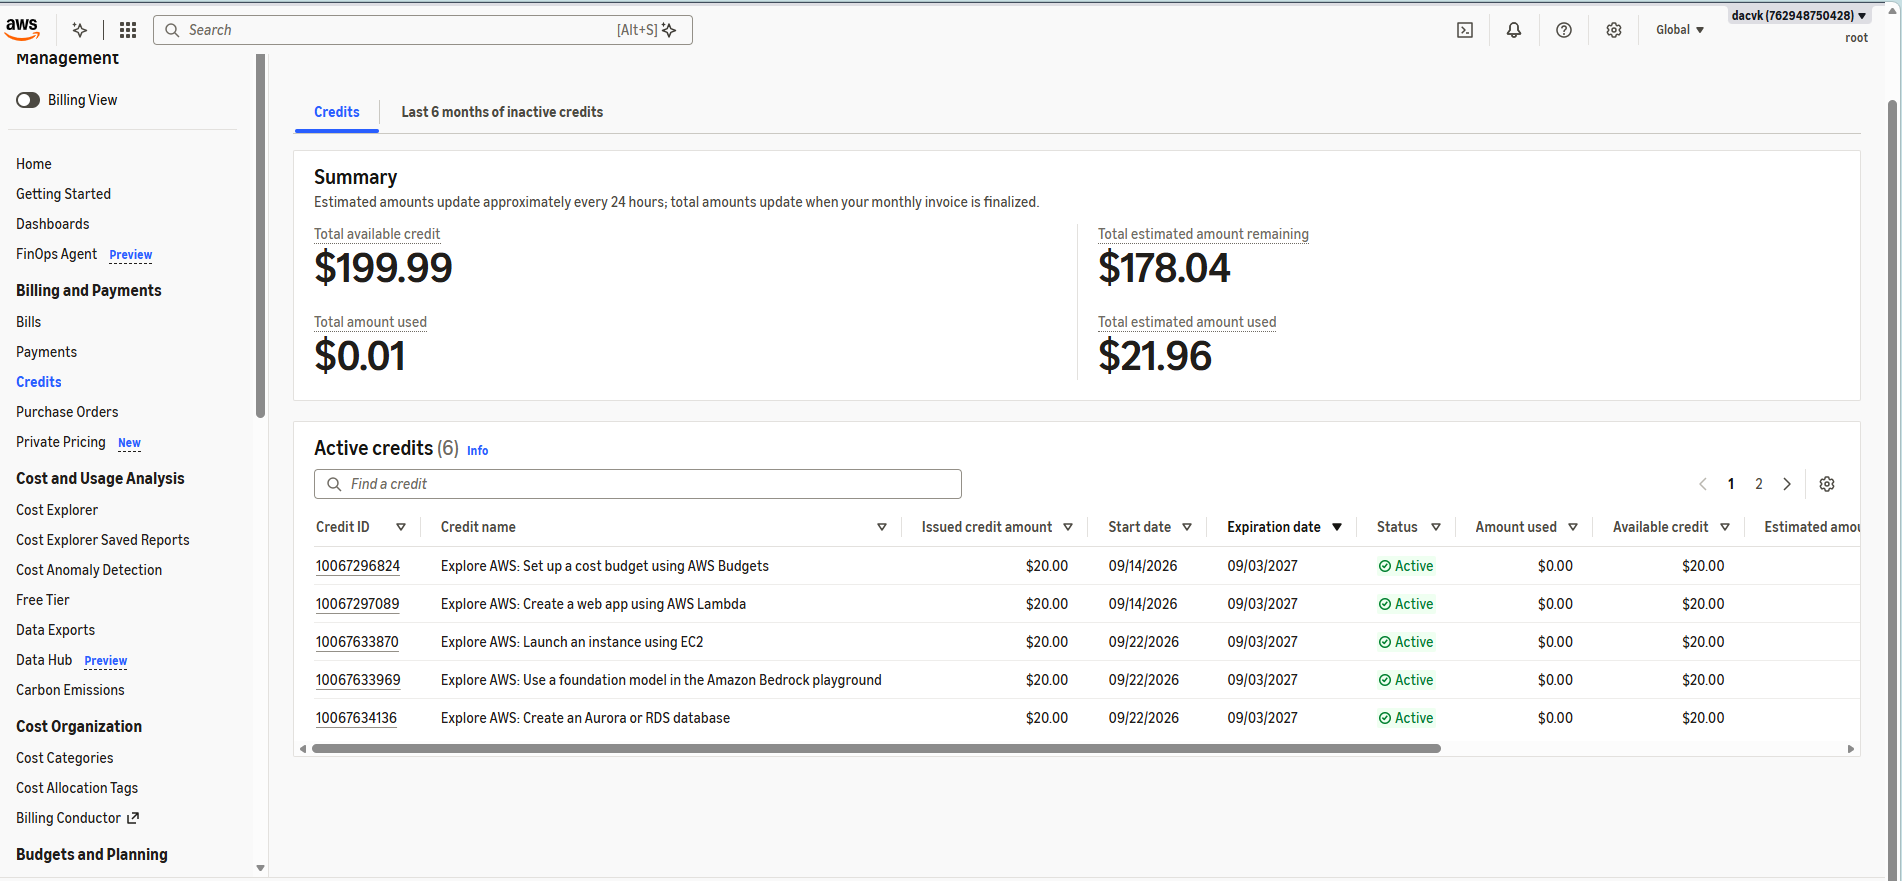 aws
Search [Alt+S]
Global
dacvk (762948750428)
root
Management
Billing View
Home
Getting Started
Dashboards
FinOps Agent Preview
Billing and Payments
Bills
Payments
Credits
Purchase Orders
Private Pricing New
Cost and Usage Analysis
Cost Explorer
Cost Explorer Saved Reports
Cost Anomaly Detection
Free Tier
Data Exports
Data Hub Preview
Carbon Emissions
Cost Organization
Cost Categories
Cost Allocation Tags
Billing Conductor
Budgets and Planning
Credits Last 6 months of inactive credits
Summary
Estimated amounts update approximately every 24 hours; total amounts update when your monthly invoice is finalized.
Total available credit
$199.99
Total amount used
$0.01
Total estimated amount remaining
$178.04
Total estimated amount used
$21.96
Active credits (6) Info
Find a credit
1 2
Credit ID Credit name Issued credit amount Start date Expiration date Status Amount used Available credit Estimated amou
10067296824 Explore AWS: Set up a cost budget using AWS Budgets $20.00 09/14/2026 09/03/2027 Active $0.00 $20.00
10067297089 Explore AWS: Create a web app using AWS Lambda $20.00 09/14/2026 09/03/2027 Active $0.00 $20.00
10067633870 Explore AWS: Launch an instance using EC2 $20.00 09/22/2026 09/03/2027 Active $0.00 $20.00
10067633969 Explore AWS: Use a foundation model in the Amazon Bedrock playground $20.00 09/22/2026 09/03/2027 Active $0.00 $20.00
10067634136 Explore AWS: Create an Aurora or RDS database $20.00 09/22/2026 09/03/2027 Active $0.00 $20.00